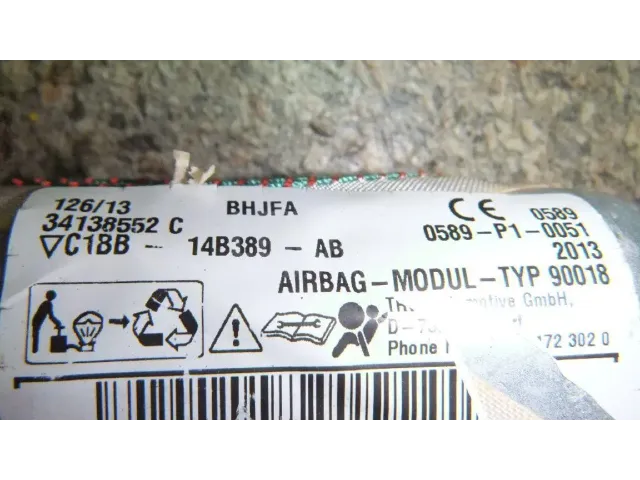 126/13 BHJFA CE 0589
34138552 C 0589-P1-0051
▽C1BB - 14B389 - AB 2013
AIRBAG-MODUL-TYP 90018
GmbH,
Phone 172 302 0